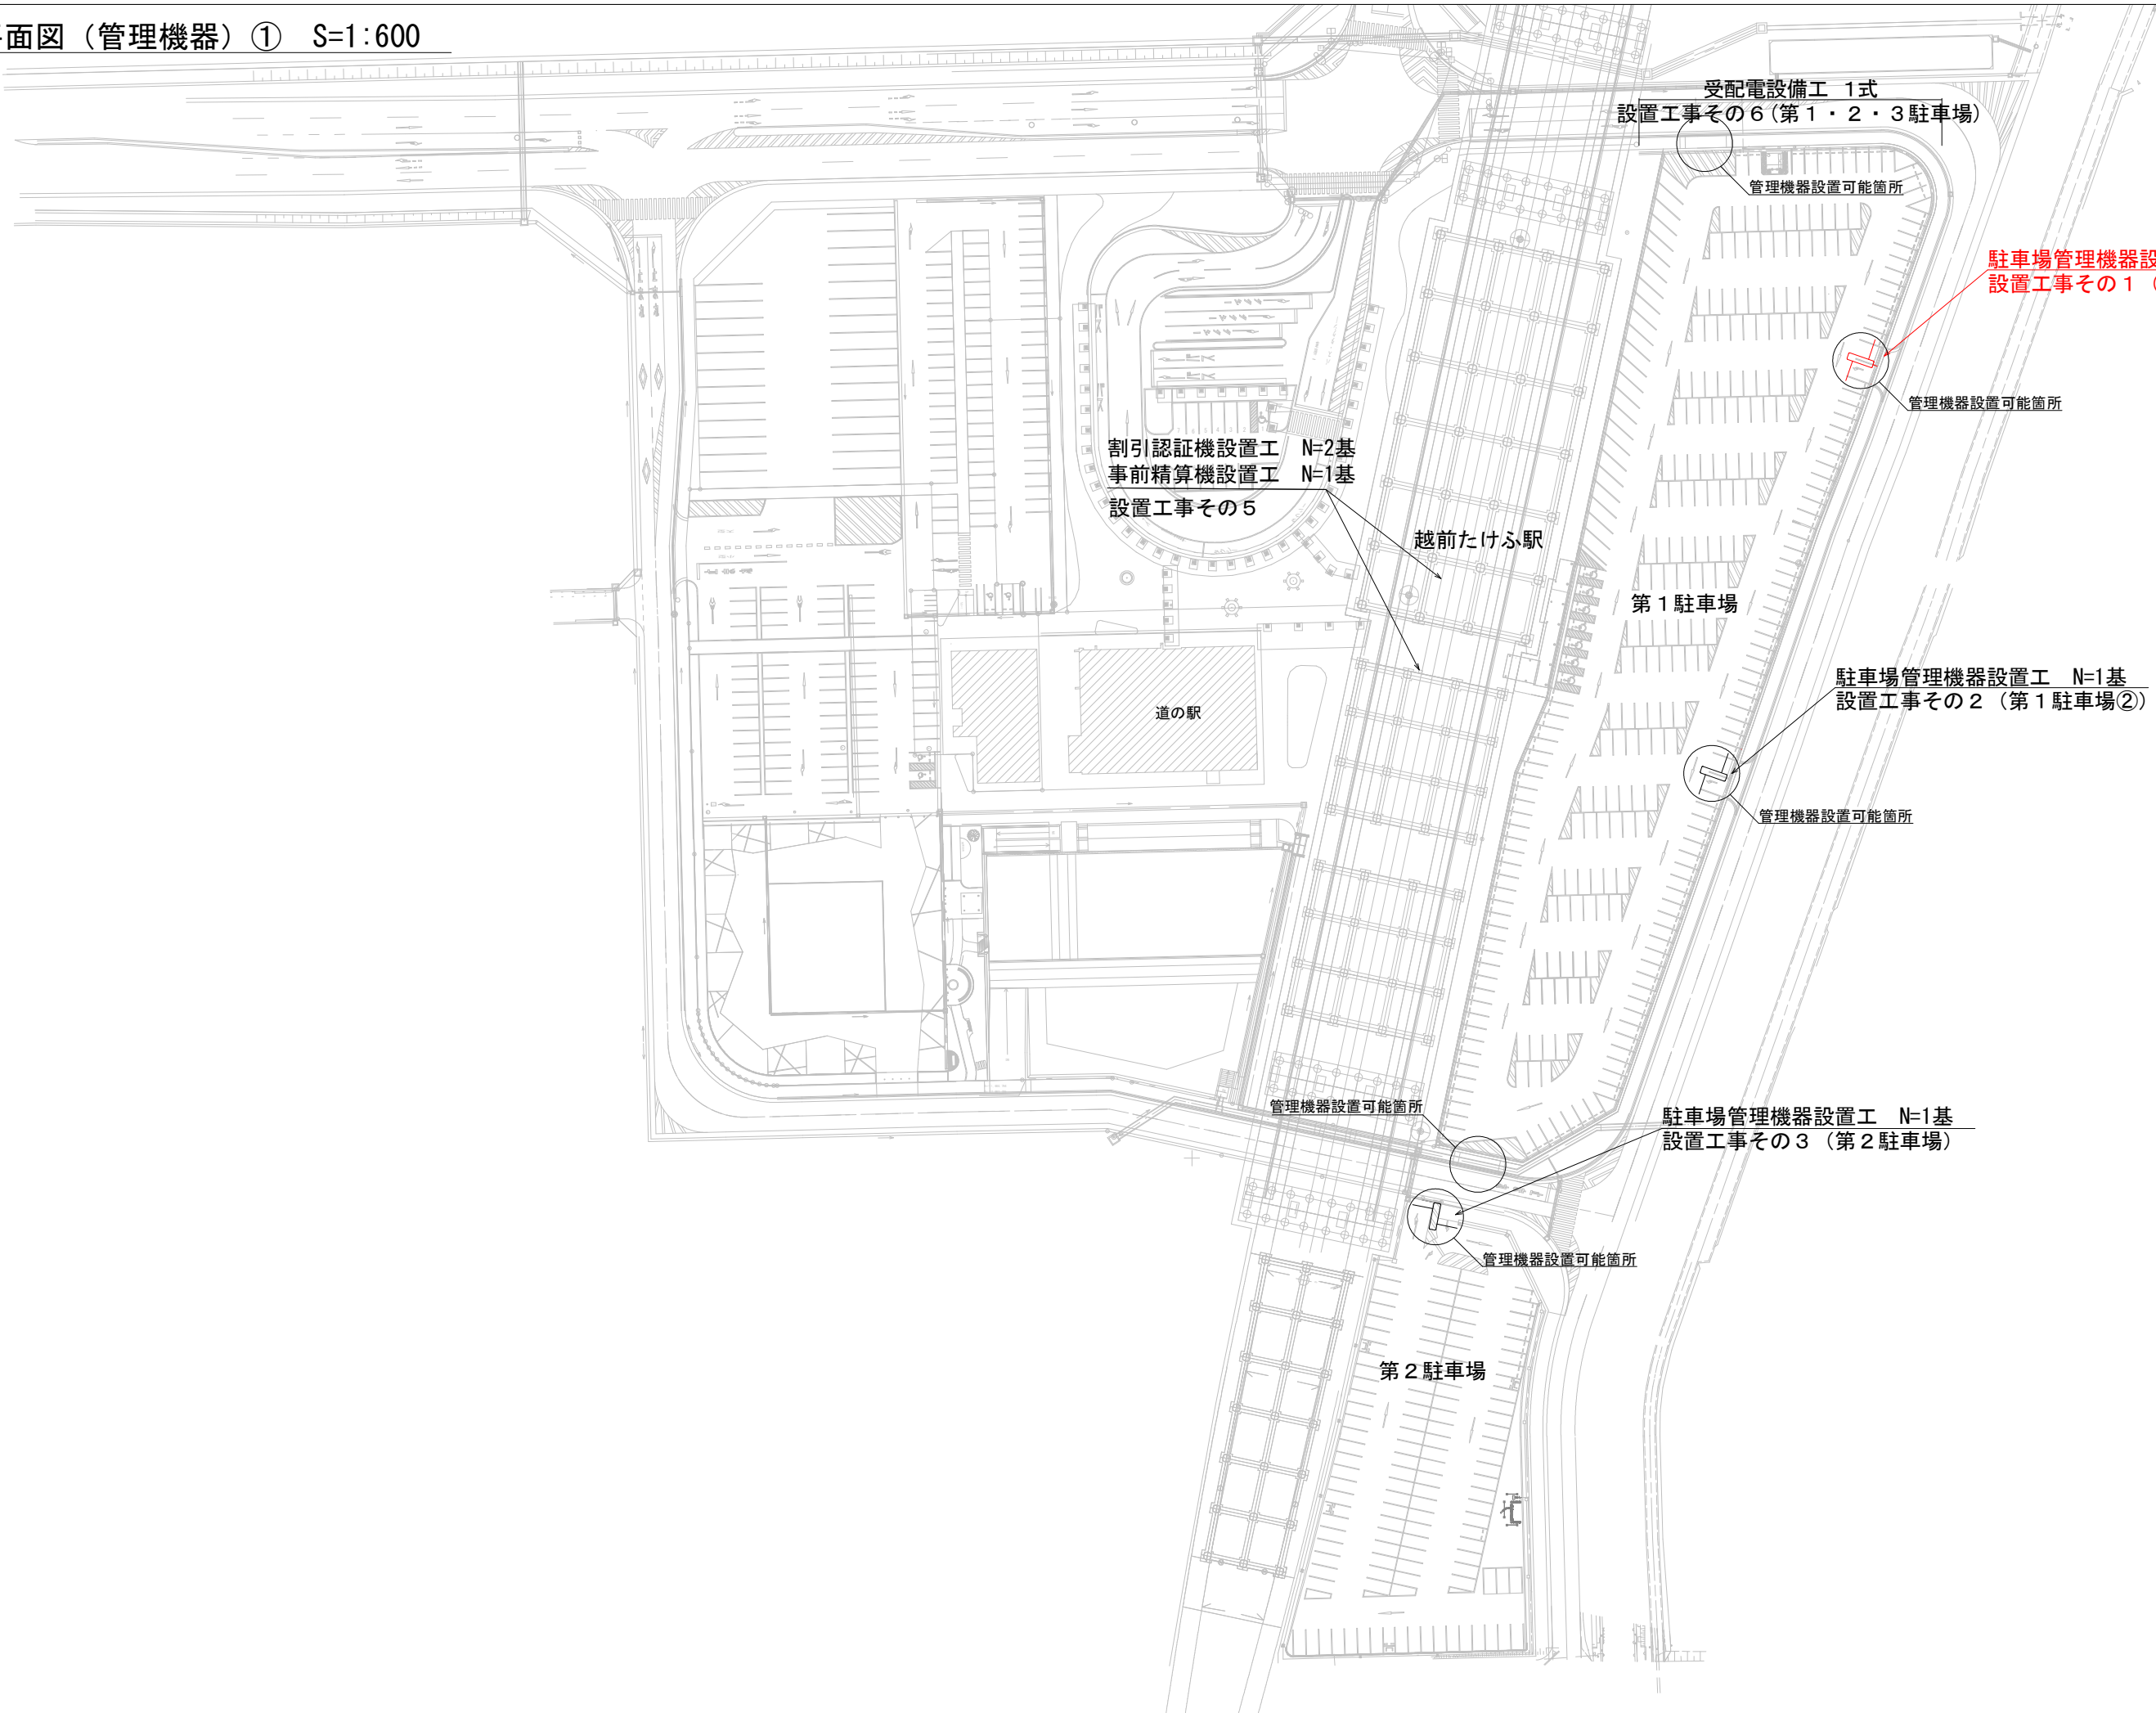 面図（管理機器）①　S=1:600
受配電設備工　1式
設置工事その６(第１・２・３駐車場)
管理機器設置可能箇所
駐車場管理機器設
設置工事その１（
管理機器設置可能箇所
割引認証機設置工　N=2基
事前精算機設置工　N=1基
設置工事その５
越前たけふ駅
第１駐車場
駐車場管理機器設置工　N=1基
設置工事その２（第１駐車場②）
道の駅
管理機器設置可能箇所
管理機器設置可能箇所
駐車場管理機器設置工　N=1基
設置工事その３（第２駐車場）
管理機器設置可能箇所
第２駐車場